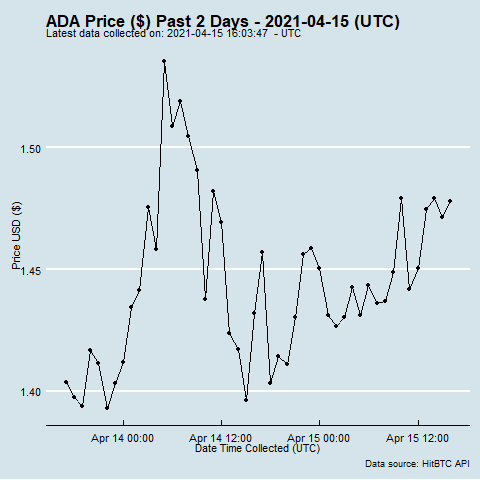 ADA Price ($) Past 2 Days - 2021-04-15 (UTC)
Latest data collected on: 2021-04-15 16:03:47  - UTC
Price USD ($)
1.50
1.45
1.40
Apr 14 00:00
Apr 14 12:00
Apr 15 00:00
Apr 15 12:00
Date Time Collected (UTC)
Data source: HitBTC API